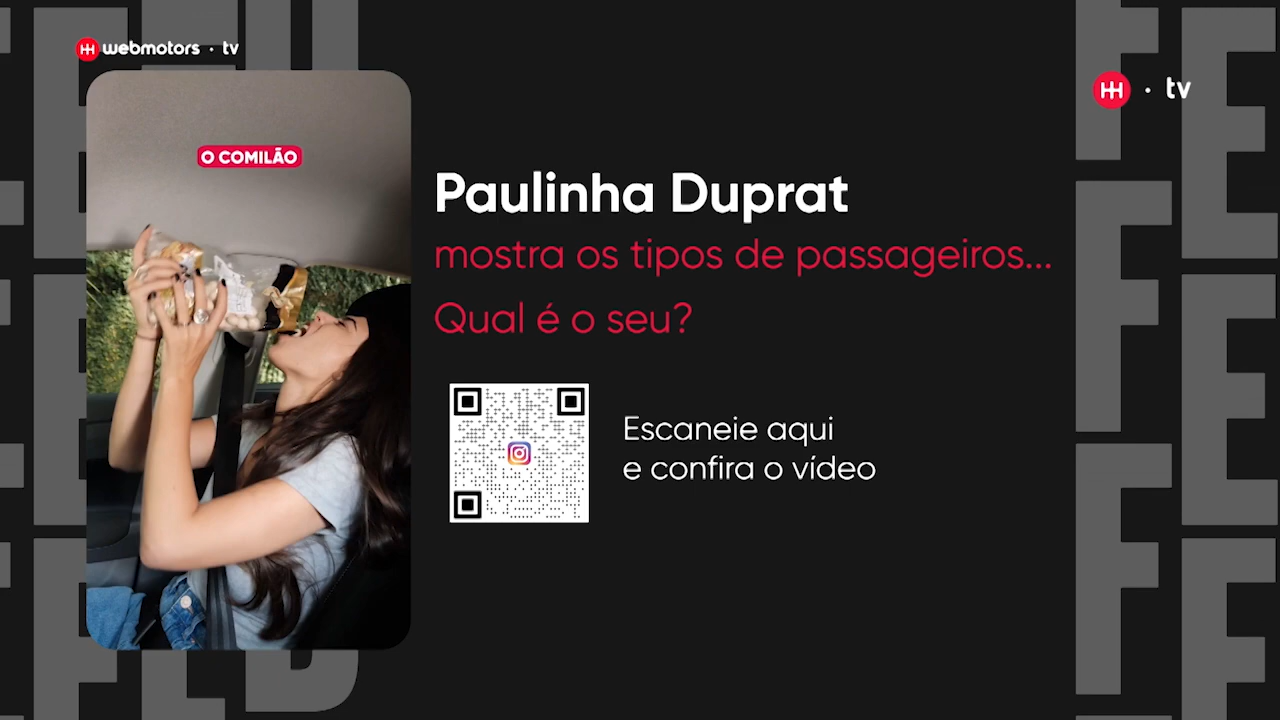 webmotors · tv
· tv
O COMILÃO
Paulinha Duprat
mostra os tipos de passageiros...
Qual é o seu?
Escaneie aqui
e confira o vídeo